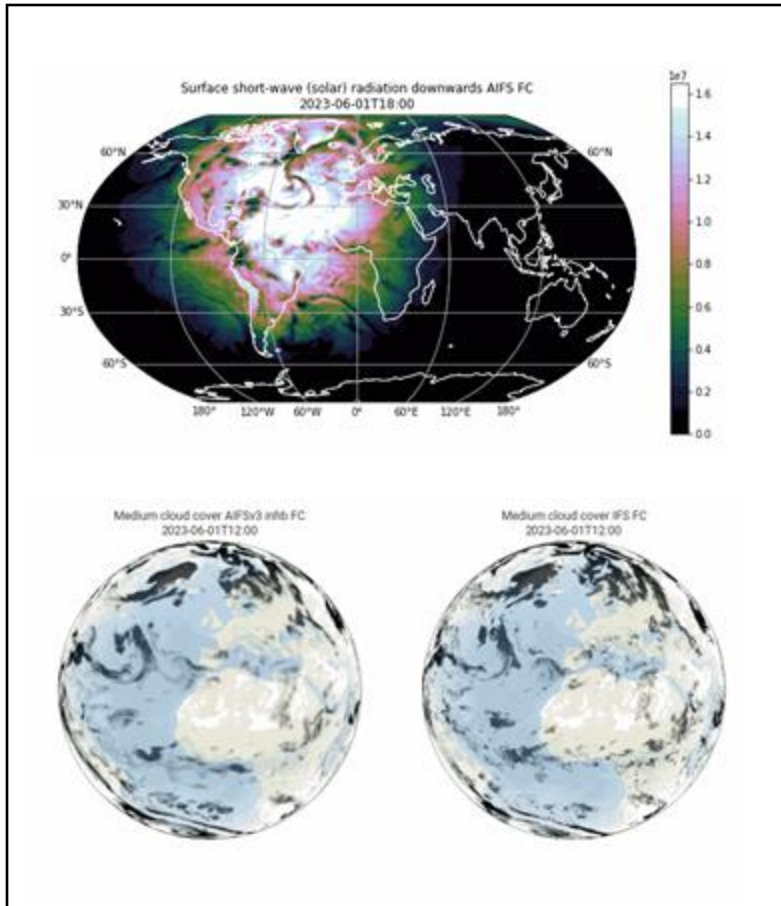 Surface short-wave (solar) radiation downwards AIFS FC
2023-06-01T18:00
1e7
1.6
1.4
1.2
1.0
0.8
0.6
0.4
0.2
0.0
60°N
60°N
30°N
30°N
0°
0°
30°S
30°S
60°S
60°S
180° 120°W 60°W 0° 60°E 120°E 180°
Medium cloud cover AIFSv3 inhb FC
2023-06-01T12:00
Medium cloud cover IFS FC
2023-06-01T12:00